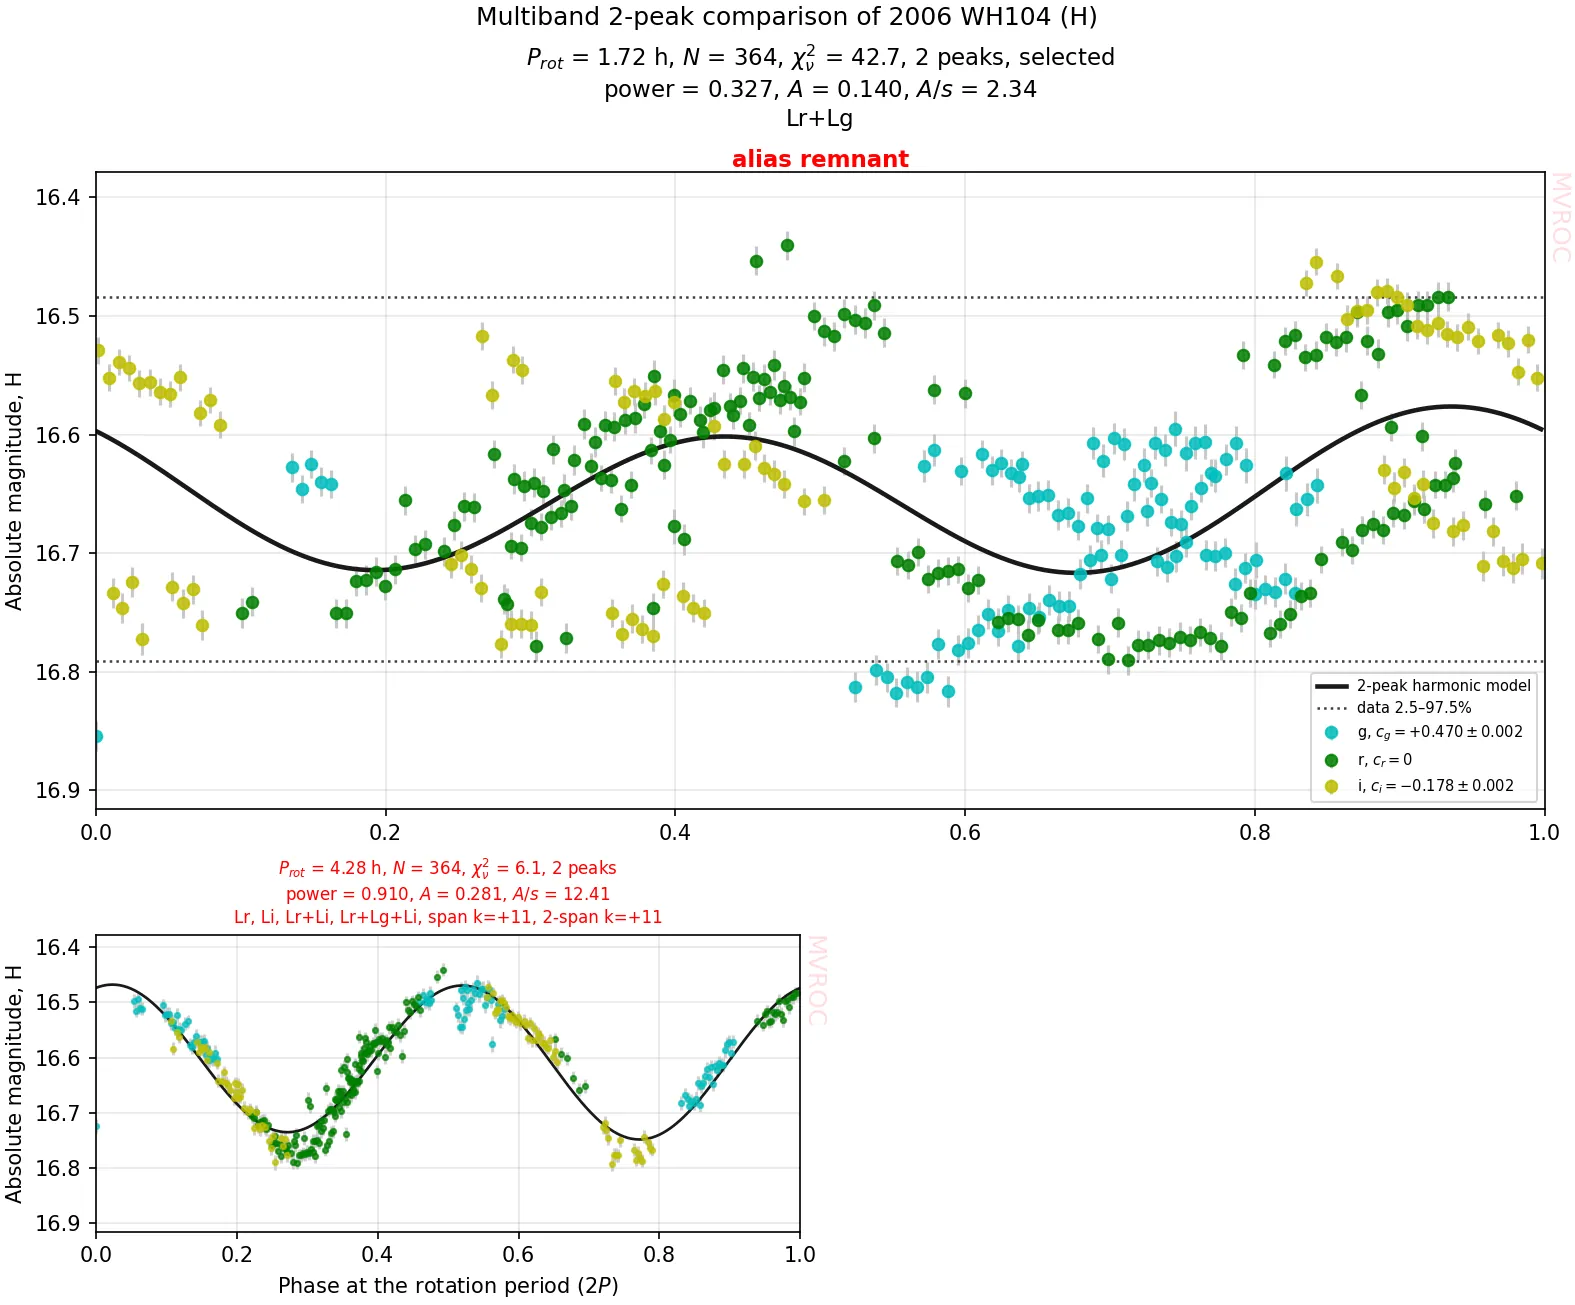 Multiband 2-peak comparison of 2006 WH104 (H)
P_rot = 1.72 h, N = 364, χ²_ν = 42.7, 2 peaks, selected
power = 0.327, A = 0.140, A/s = 2.34
Lr+Lg
alias remnant
MVROC
Absolute magnitude, H
16.4
16.5
16.6
16.7
16.8
16.9
2-peak harmonic model
data 2.5–97.5%
g, c_g = +0.470 ± 0.002
r, c_r = 0
i, c_i = −0.178 ± 0.002
0.0 0.2 0.4 0.6 0.8 1.0
P_rot = 4.28 h, N = 364, χ²_ν = 6.1, 2 peaks
power = 0.910, A = 0.281, A/s = 12.41
Lr, Li, Lr+Li, Lr+Lg+Li, span k=+11, 2-span k=+11
MVROC
Absolute magnitude, H
16.4
16.5
16.6
16.7
16.8
16.9
0.0 0.2 0.4 0.6 0.8 1.0
Phase at the rotation period (2P)